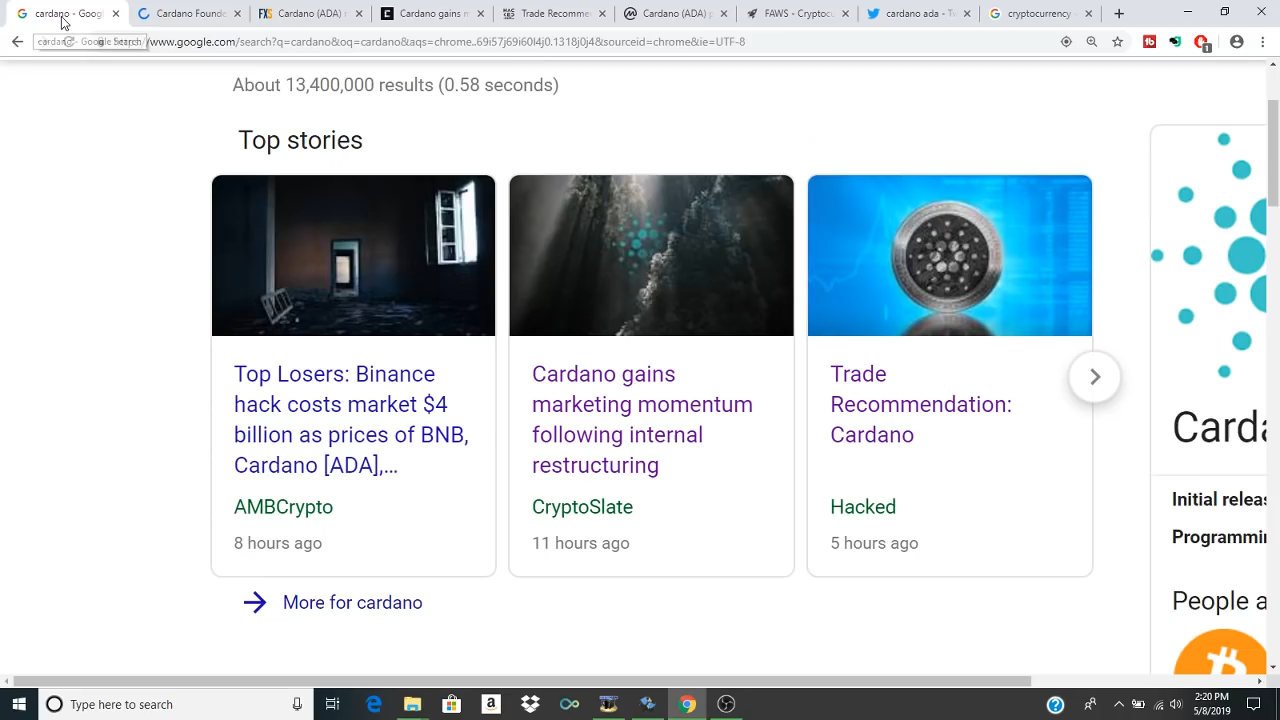 cardano - Goog
Cardano Founde
Cardano (ADA)
Cardano gains m
Trade Recomme
Cardano (ADA) p
FAWS - Cryptoc
cardano ada - Tw
cryptocurrency
cardano - Google Search
/www.google.com/search?q=cardano&oq=cardano&aqs=chrome..69i57j69i60l4j0.1318j0j4&sourceid=chrome&ie=UTF-8
About 13,400,000 results (0.58 seconds)
Top stories
Top Losers: Binance
hack costs market $4
billion as prices of BNB,
Cardano [ADA],...
AMBCrypto
8 hours ago
Cardano gains
marketing momentum
following internal
restructuring
CryptoSlate
11 hours ago
Trade
Recommendation:
Cardano
Hacked
5 hours ago
More for cardano
Carda
Initial relea
Programmi
People a
Type here to search
2:20 PM
5/8/2019